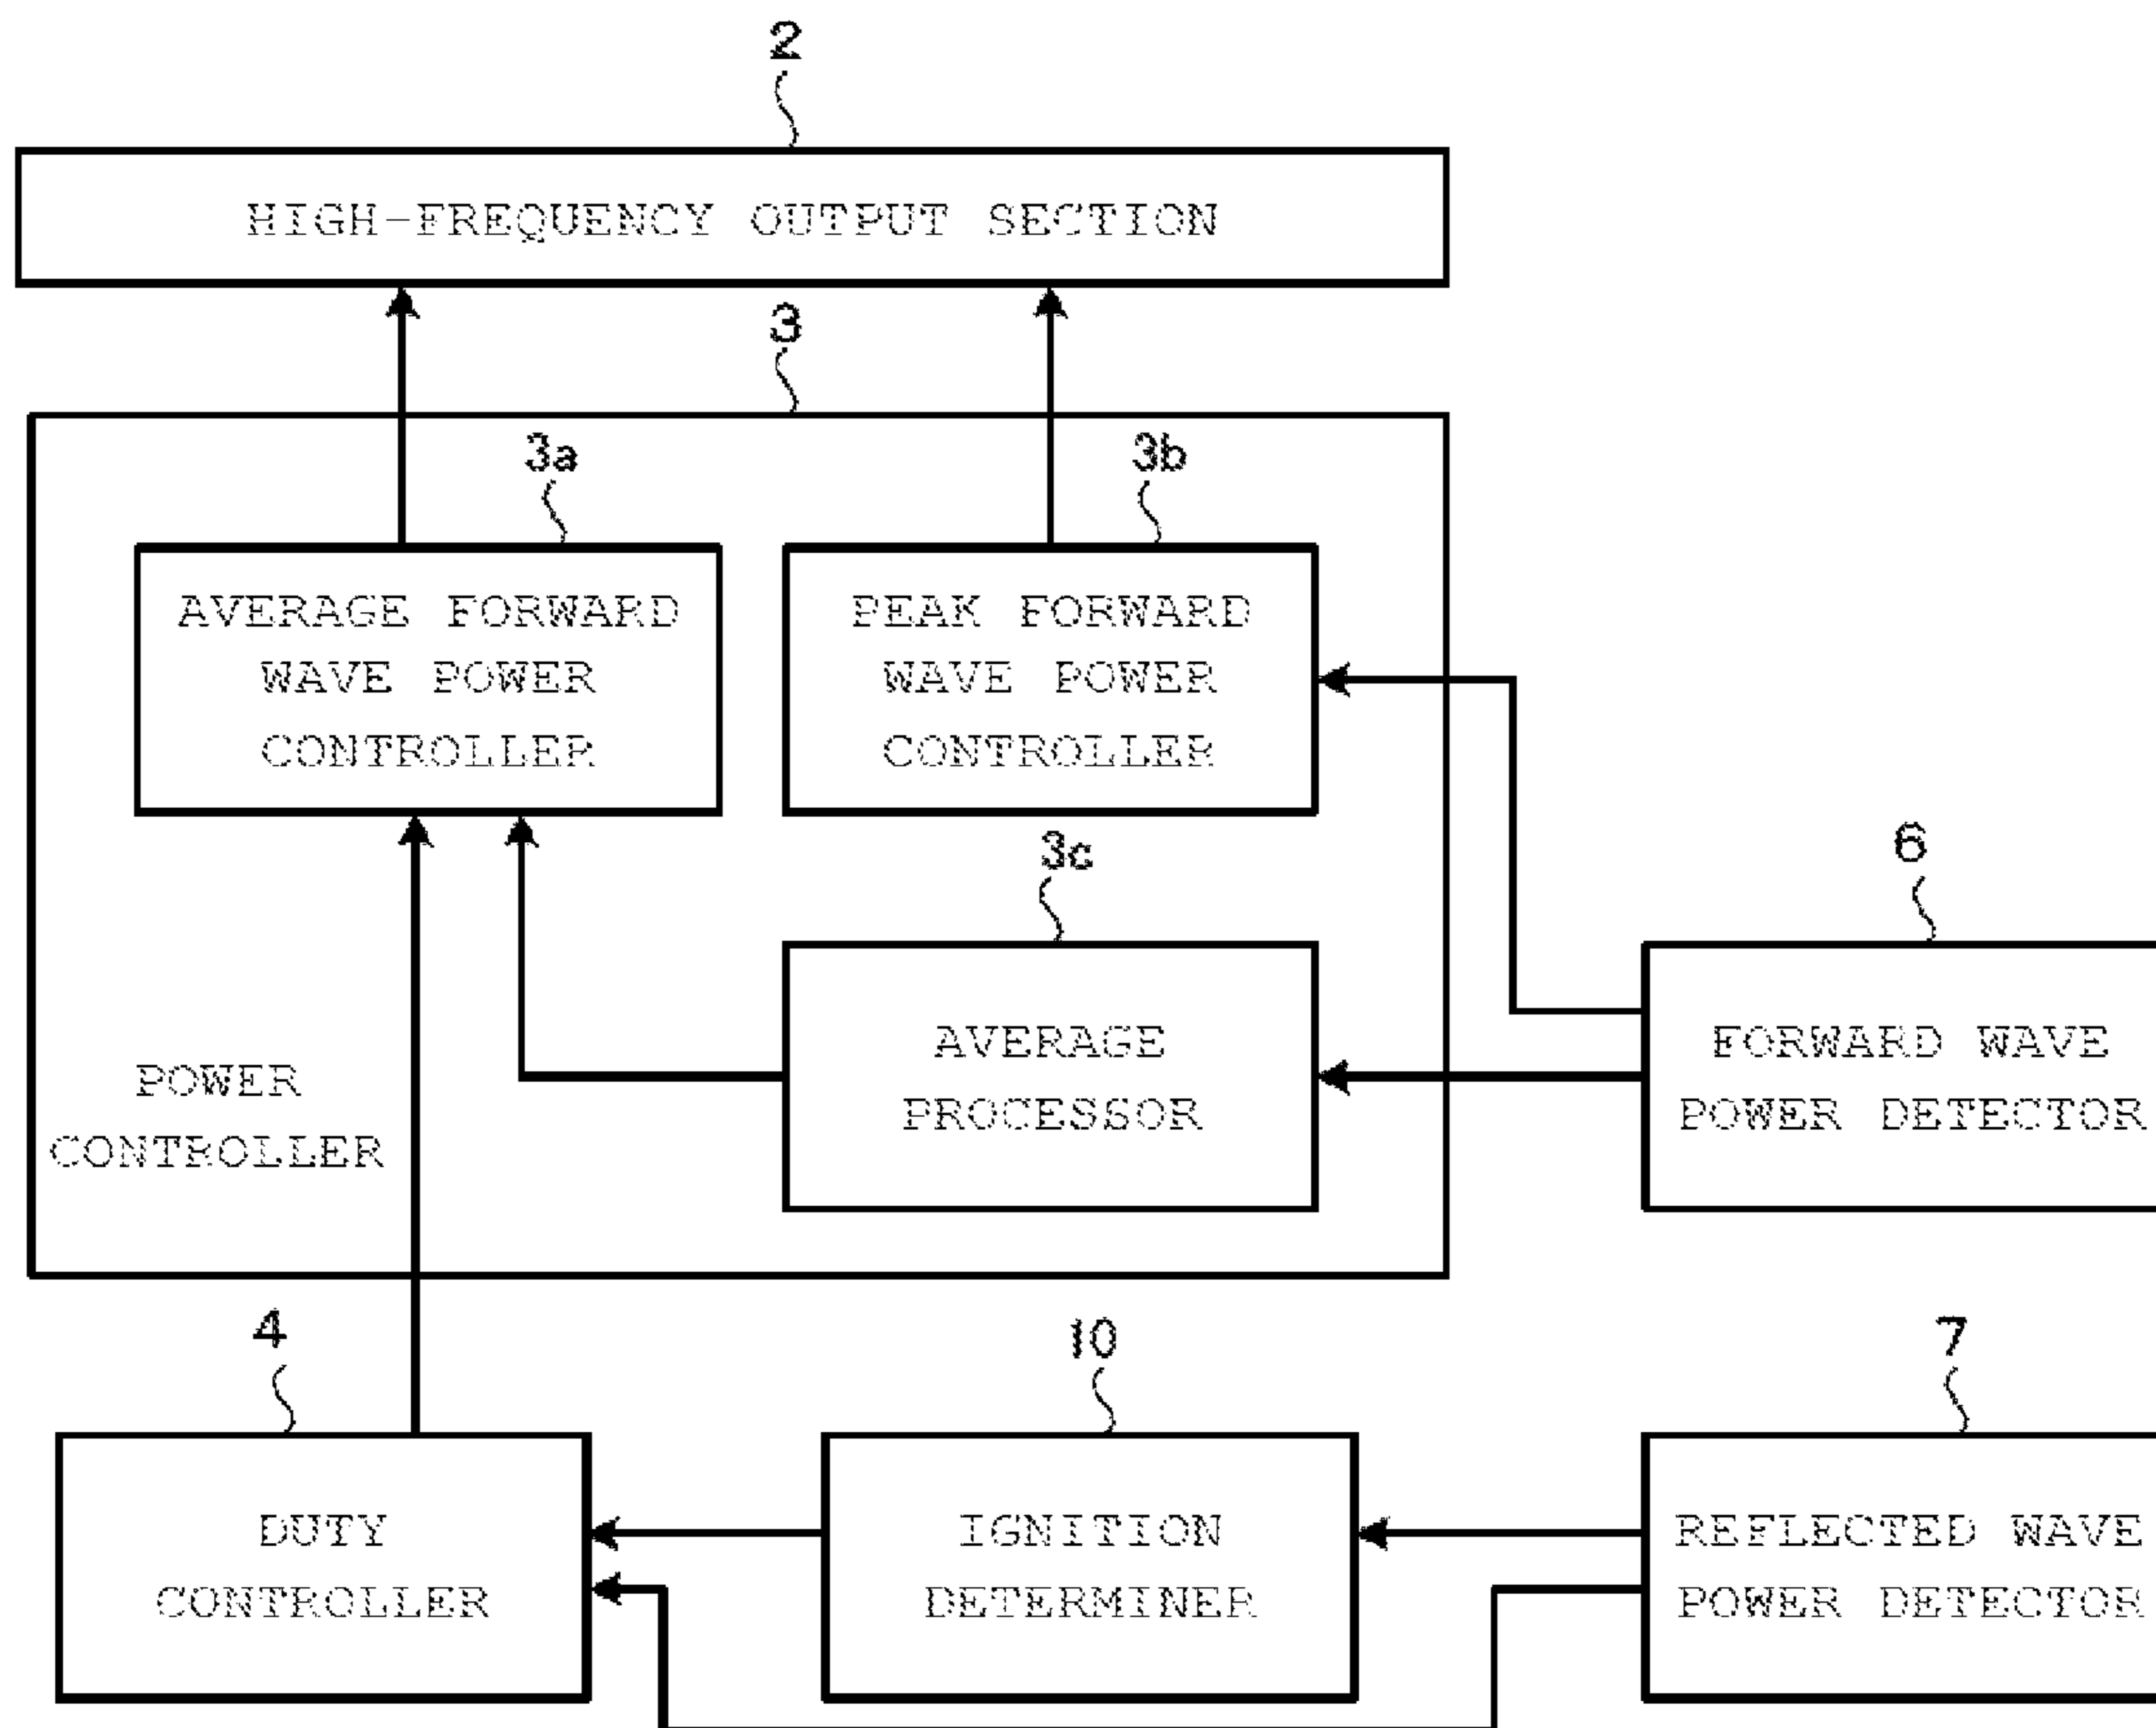 2
HIGH-FREQUENCY OUTPUT SECTION
3
3a
3b
AVERAGE FORWARD
WAVE POWER
CONTROLLER
PEAK FORWARD
WAVE POWER
CONTROLLER
3c
6
AVERAGE
PROCESSOR
FORWARD WAVE
POWER DETECTOR
POWER
CONTROLLER
4
10
7
DUTY
CONTROLLER
IGNITION
DETERMINER
REFLECTED WAVE
POWER DETECTOR